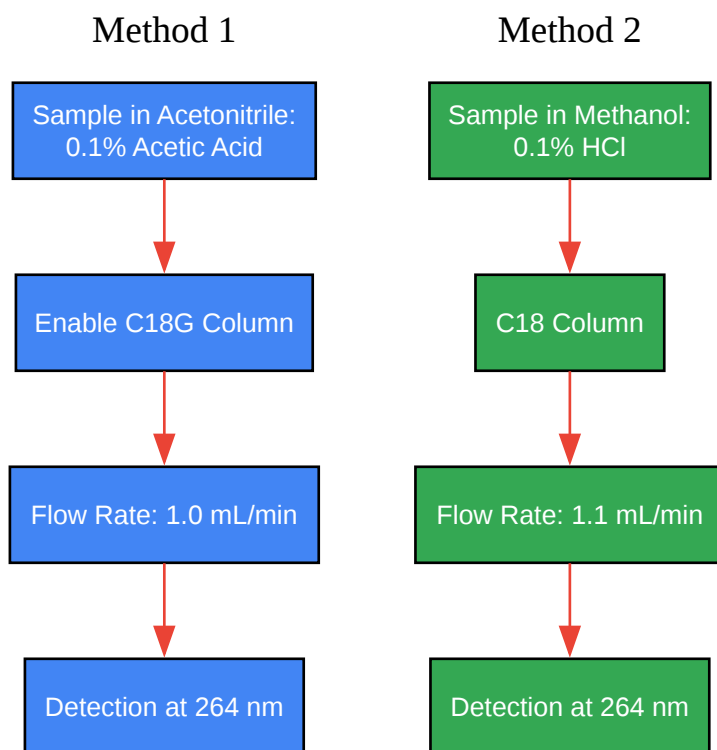 Method 1
Sample in Acetonitrile:
0.1% Acetic Acid
Enable C18G Column
Flow Rate: 1.0 mL/min
Detection at 264 nm
Method 2
Sample in Methanol:
0.1% HCl
C18 Column
Flow Rate: 1.1 mL/min
Detection at 264 nm